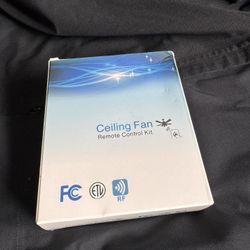 Ceiling Fan
Remote Control Kit
FC
ETL
RF